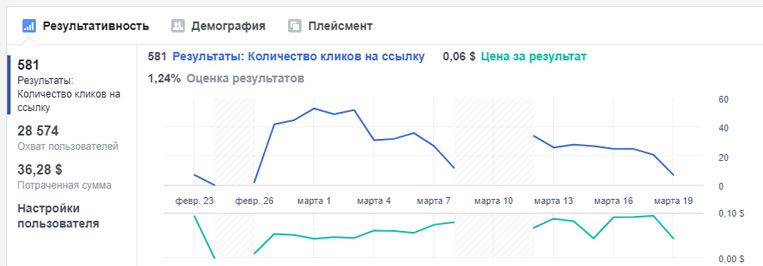 Результативность Демография Плейсмент
581 Результаты: Количество кликов на ссылку 0,06 $ Цена за результат
1,24% Оценка результатов
581
Результаты:
Количество кликов на
ссылку
28 574
Охват пользователей
36,28 $
Потраченная сумма
Настройки
пользователя
60
40
20
0
февр. 23 февр. 26 марта 1 марта 4 марта 7 марта 10 марта 13 марта 16 марта 19
0,10 $
0,00 $